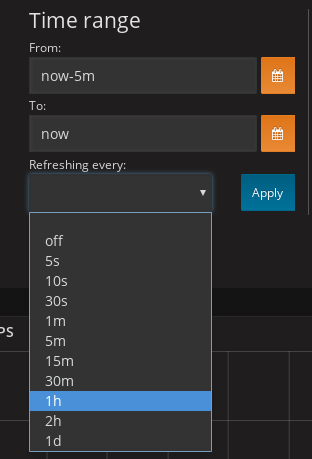 Time range
From:
now-5m
To:
now
Refreshing every:
Apply
off
5s
10s
30s
1m
5m
15m
30m
1h
2h
1d
PS